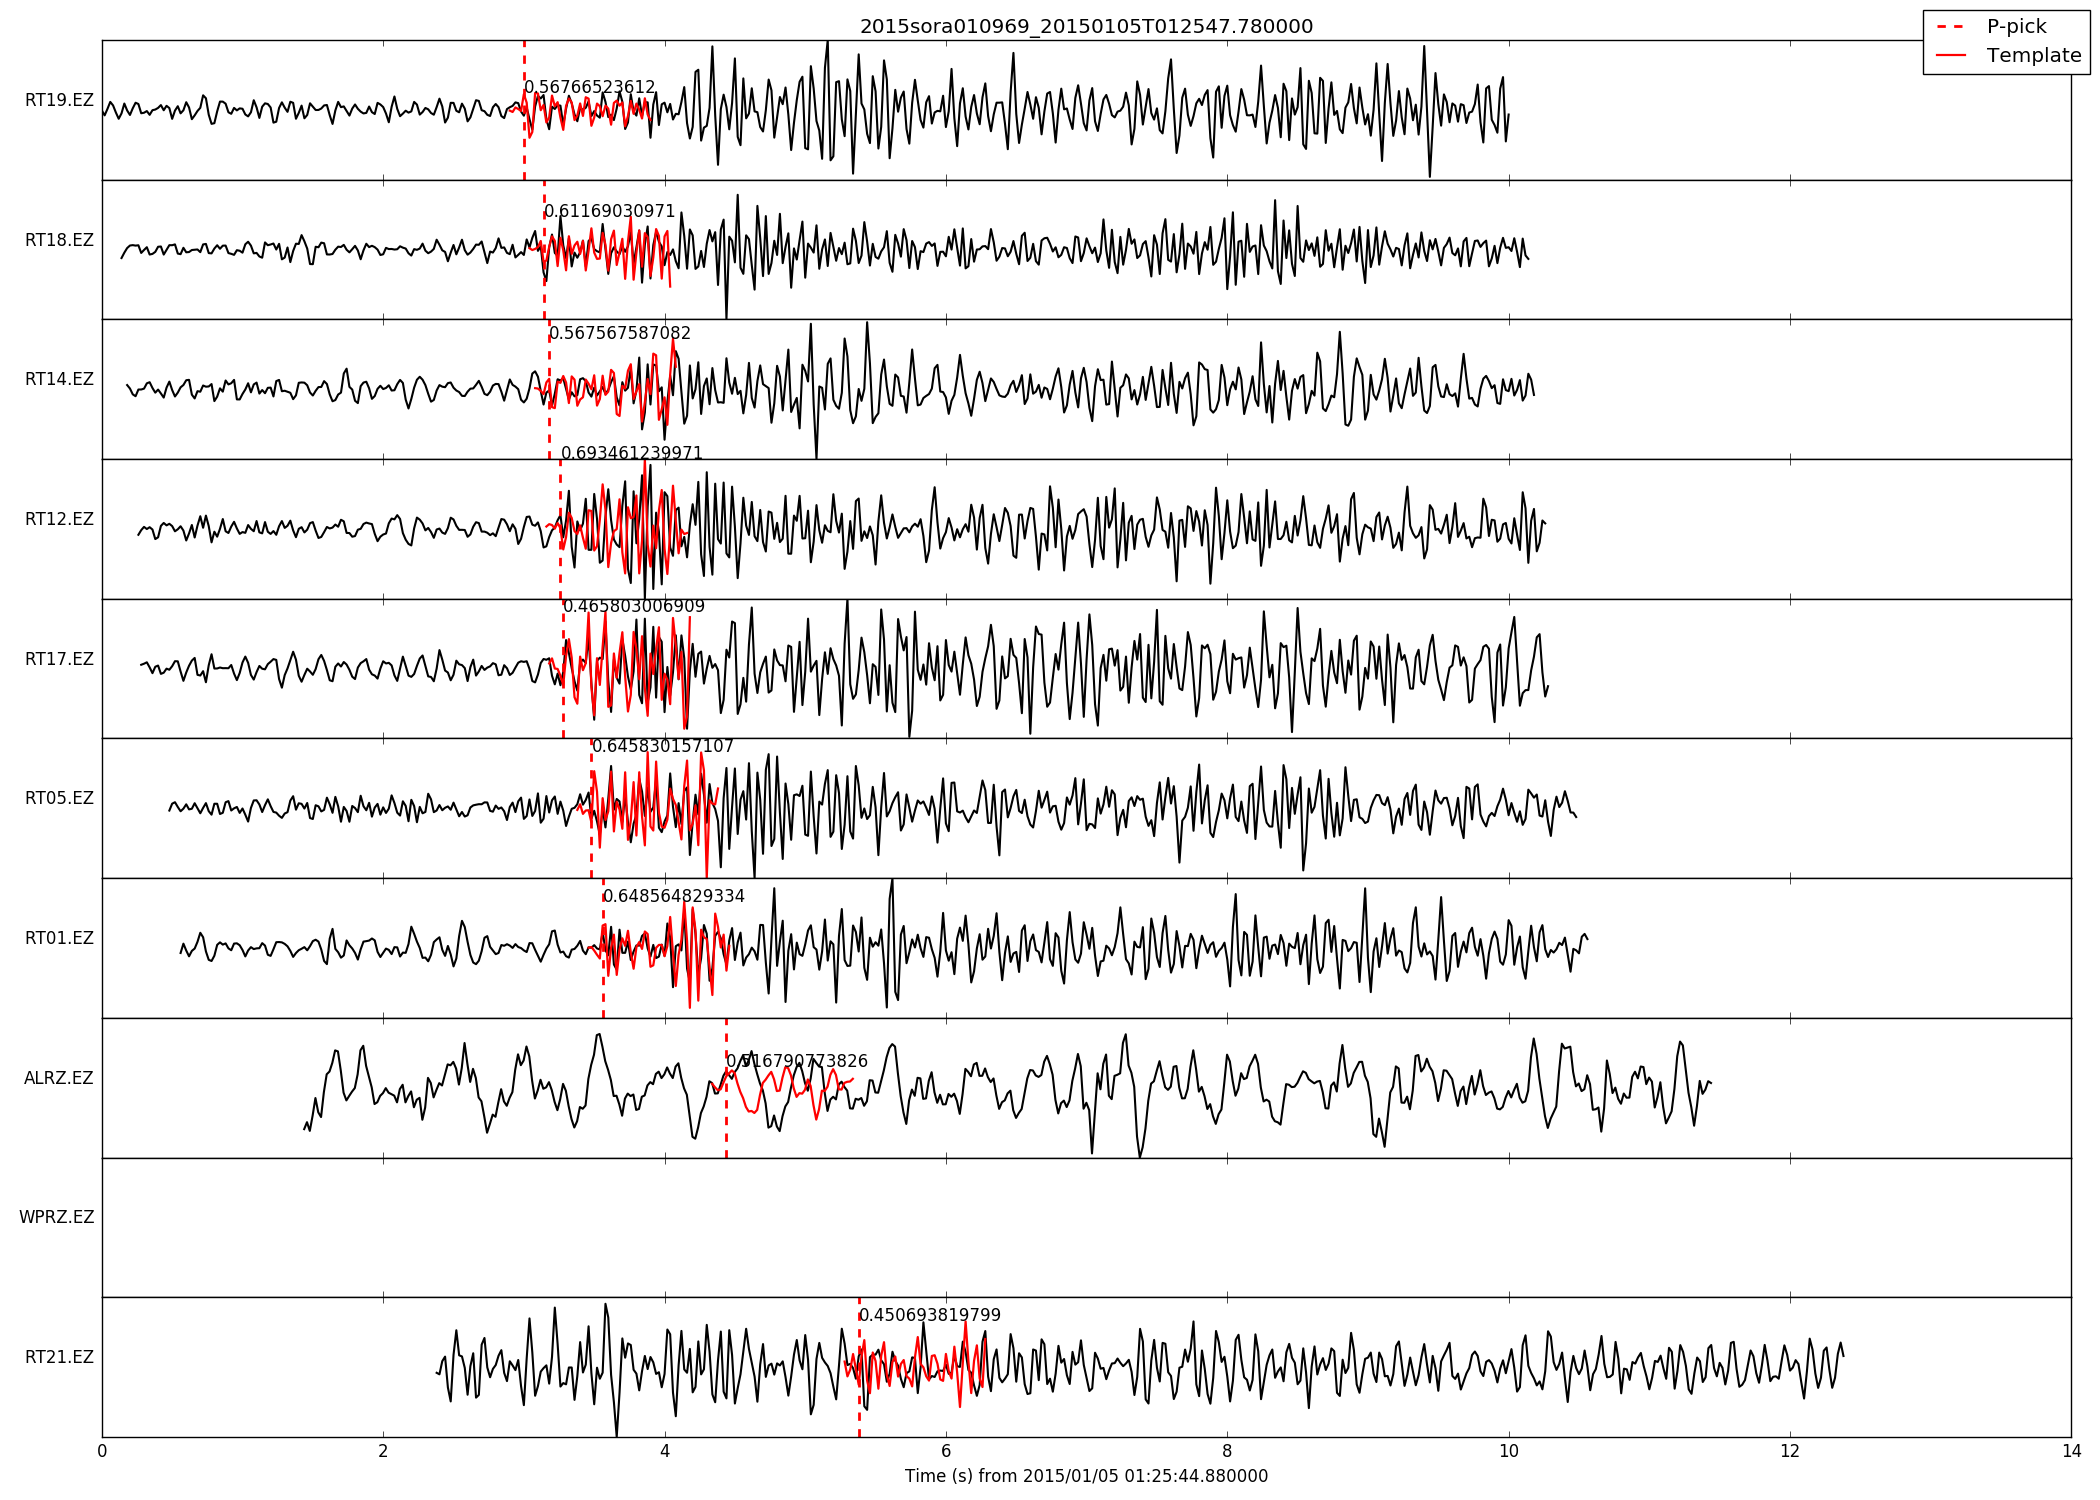 2015sora010969_20150105T012547.780000
P-pick
Template
RT19.EZ
0.56766523612
RT18.EZ
0.61169030971
RT14.EZ
0.567567587082
RT12.EZ
0.693461239971
RT17.EZ
0.465803006909
RT05.EZ
0.645830157107
RT01.EZ
0.648564829334
ALRZ.EZ
0.516790773826
WPRZ.EZ
RT21.EZ
0.450693819799
0 2 4 6 8 10 12 14
Time (s) from 2015/01/05 01:25:44.880000